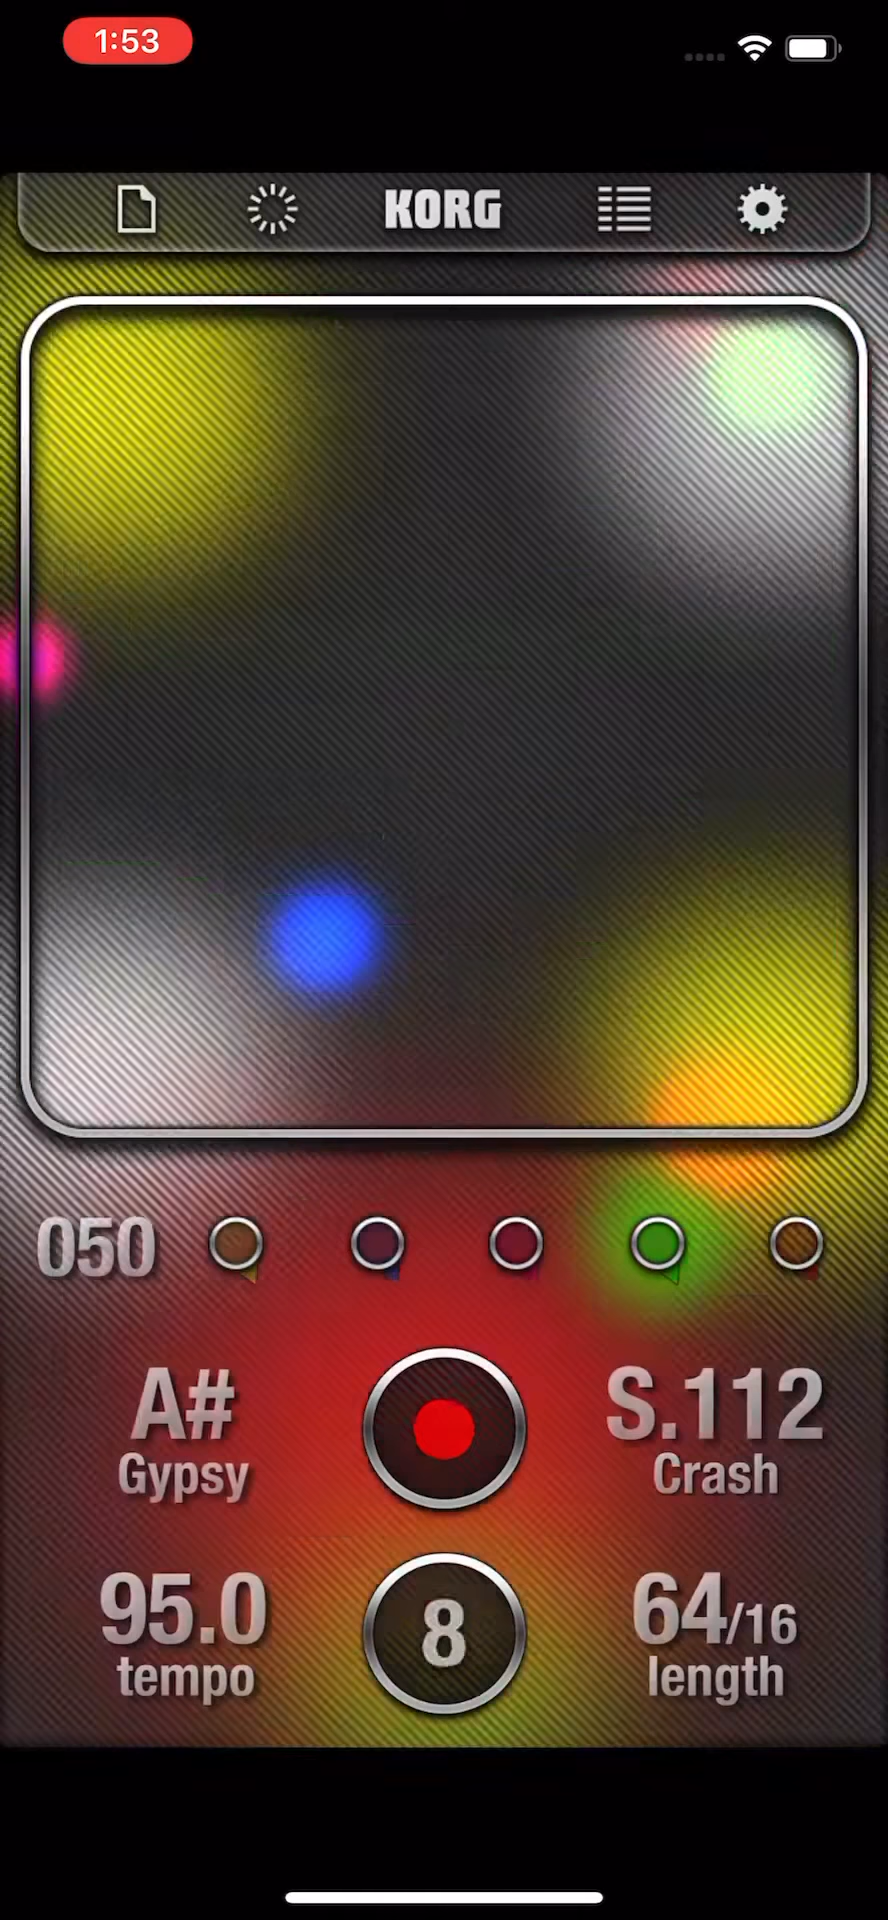 1:53
KORG
050
A# S.112
Gypsy Crash
95.0 8 64/16
tempo length